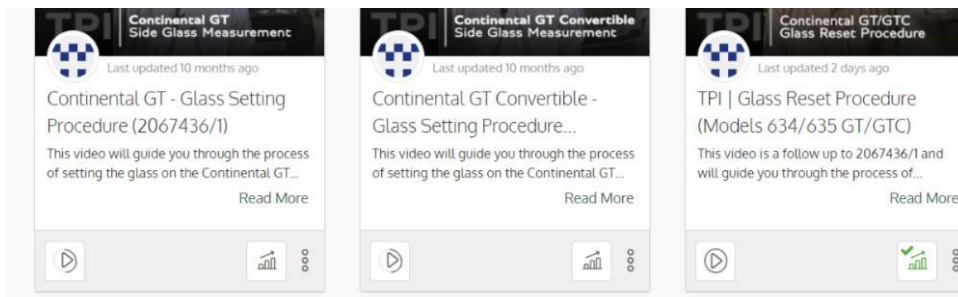 TPI
Continental GT
Side Glass Measurement
Last updated 10 months ago
Continental GT - Glass Setting
Procedure (2067436/1)
This video will guide you through the process
of setting the glass on the Continental GT...
Read More
TPI
Continental GT Convertible
Side Glass Measurement
Last updated 10 months ago
Continental GT Convertible -
Glass Setting Procedure...
This video will guide you through the process
of setting the glass on the Continental GT...
Read More
TPI
Continental GT/GTC
Glass Reset Procedure
Last updated 2 days ago
TPI | Glass Reset Procedure
(Models 634/635 GT/GTC)
This video is a follow up to 2067436/1 and
will guide you through the process of...
Read More